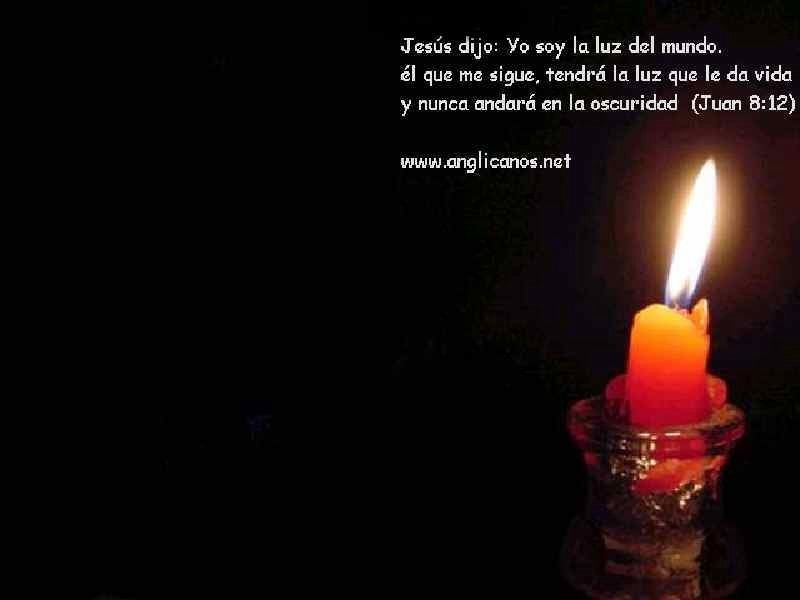 Jesús dijo: Yo soy la luz del mundo.
él que me sigue, tendrá la luz que le da vida
y nunca andará en la oscuridad (Juan 8:12)
www.anglicanos.net